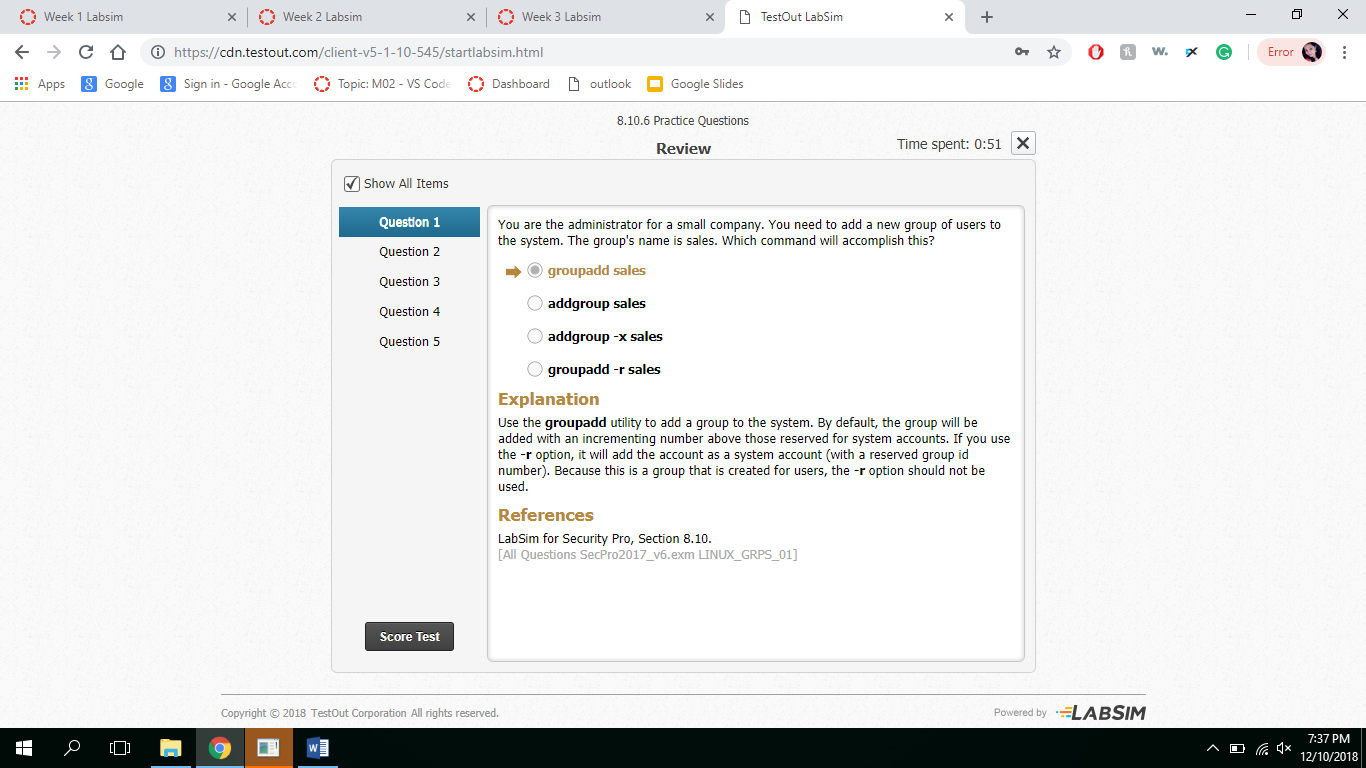 Week 1 Labsim
Week 2 Labsim
Week 3 Labsim
TestOut LabSim
https://cdn.testout.com/client-v5-1-10-545/startlabsim.html
Error
Apps
Google
Sign in - Google Acco
Topic: M02 - VS Code
Dashboard
outlook
Google Slides
8.10.6 Practice Questions
Review
Time spent: 0:51
Show All Items
Question 1
Question 2
Question 3
Question 4
Question 5
Score Test
You are the administrator for a small company. You need to add a new group of users to
the system. The group's name is sales. Which command will accomplish this?
groupadd sales
addgroup sales
addgroup -x sales
groupadd -r sales
Explanation
Use the groupadd utility to add a group to the system. By default, the group will be
added with an incrementing number above those reserved for system accounts. If you use
the -r option, it will add the account as a system account (with a reserved group id
number). Because this is a group that is created for users, the -r option should not be
used.
References
LabSim for Security Pro, Section 8.10.
[All Questions SecPro2017_v6.exm LINUX_GRPS_01]
Copyright © 2018 TestOut Corporation All rights reserved.
Powered by LABSIM
7:37 PM
12/10/2018